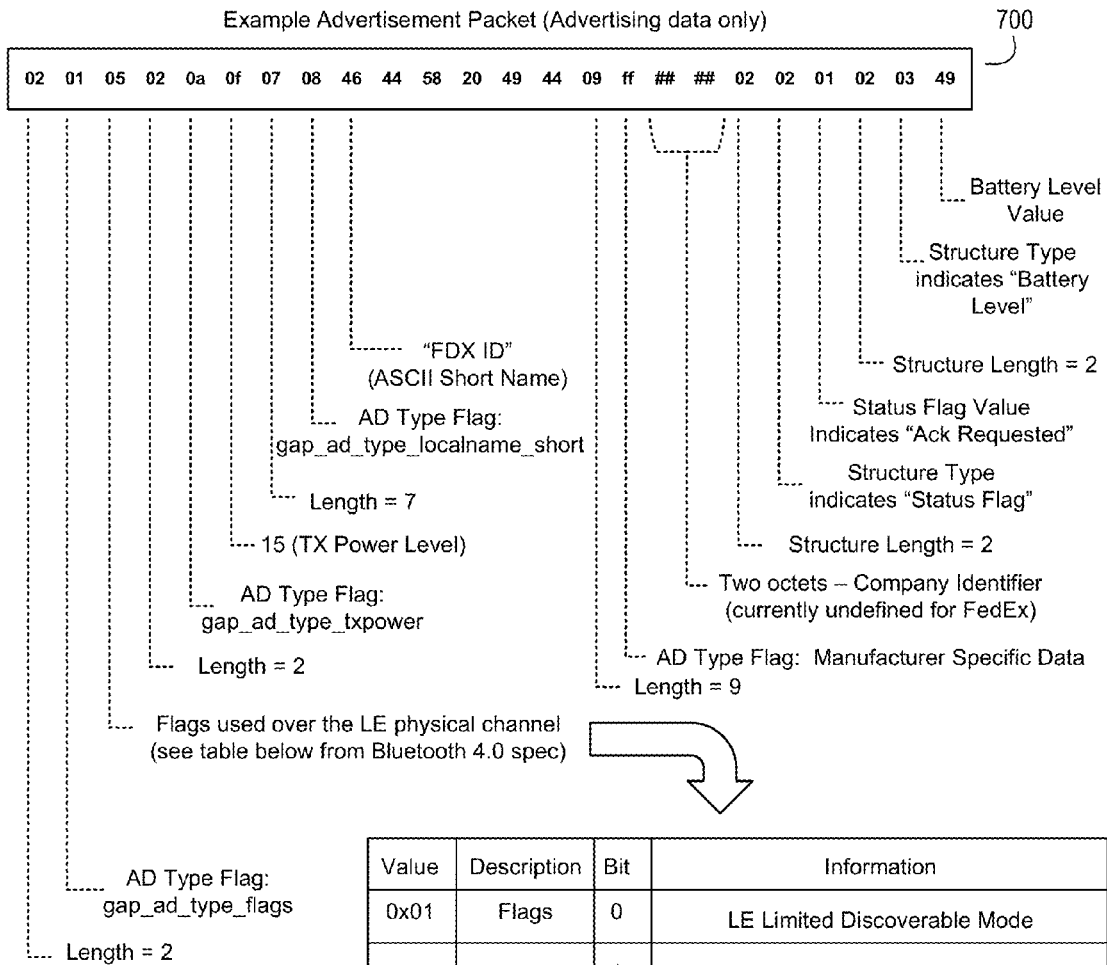 Example Advertisement Packet (Advertising data only)
700
02 01 05 02 0a 0f 07 08 46 44 58 20 49 44 09 ff ## ## 02 02 01 02 03 49
Battery Level
Value
Structure Type
indicates “Battery
Level”
Structure Length = 2
Status Flag Value
Indicates “Ack Requested”
Structure Type
indicates “Status Flag”
Structure Length = 2
Two octets – Company Identifier
(currently undefined for FedEx)
AD Type Flag: Manufacturer Specific Data
Length = 9
“FDX ID”
(ASCII Short Name)
AD Type Flag:
gap_ad_type_localname_short
Length = 7
15 (TX Power Level)
AD Type Flag:
gap_ad_type_txpower
Length = 2
Flags used over the LE physical channel
(see table below from Bluetooth 4.0 spec)
AD Type Flag:
gap_ad_type_flags
Length = 2
Value Description Bit Information
0x01 Flags 0 LE Limited Discoverable Mode